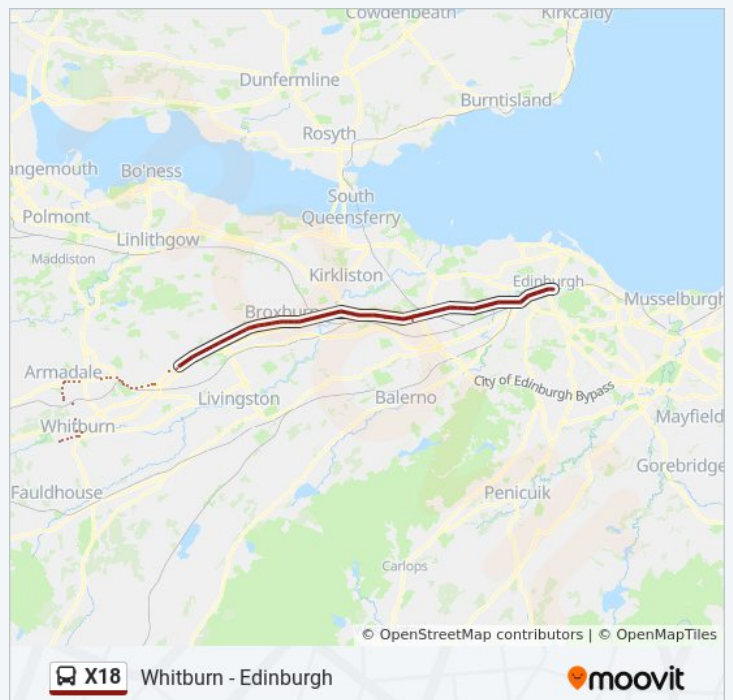 Cowdenbeath
Kirkcaldy
Dunfermline
Burntisland
Rosyth
angemouth
Bo'ness
South
Queensferry
Polmont
Linlithgow
Maddiston
Kirkliston
Edinburgh
Musselburgh
Broxburn
Armadale
Livingston
Balerno
City of Edinburgh Bypass
Whitburn
Mayfield
Gorebridge
Fauldhouse
Penicuik
Carlops
© OpenStreetMap contributors | © OpenMapTiles
X18 Whitburn - Edinburgh
moovit